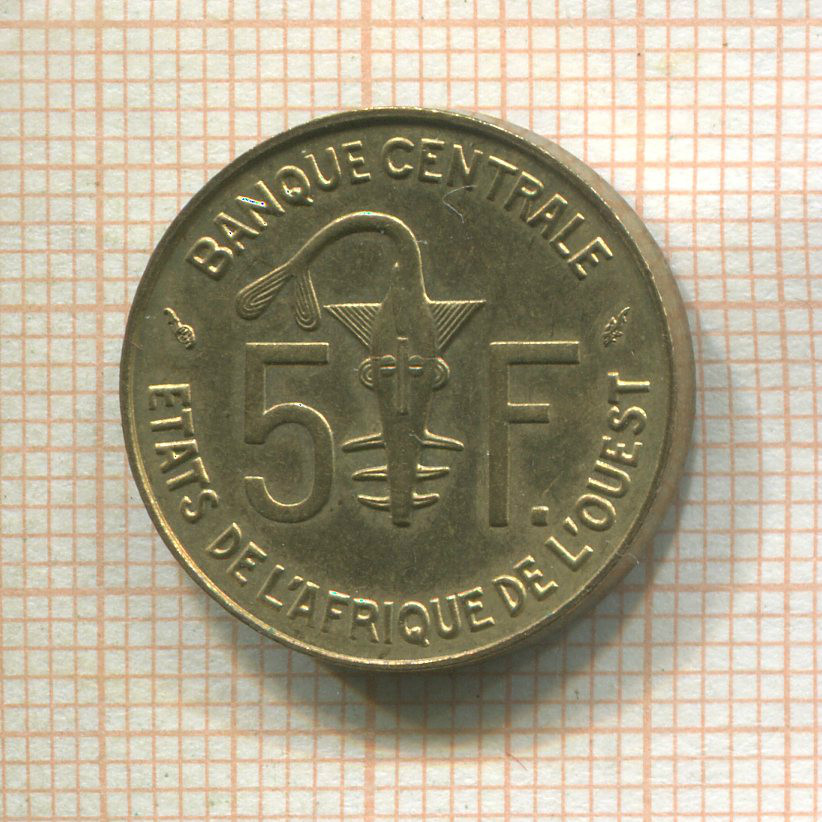 BANQUE CENTRALE
5 F.
ETATS DE L'AFRIQUE DE L'OUEST